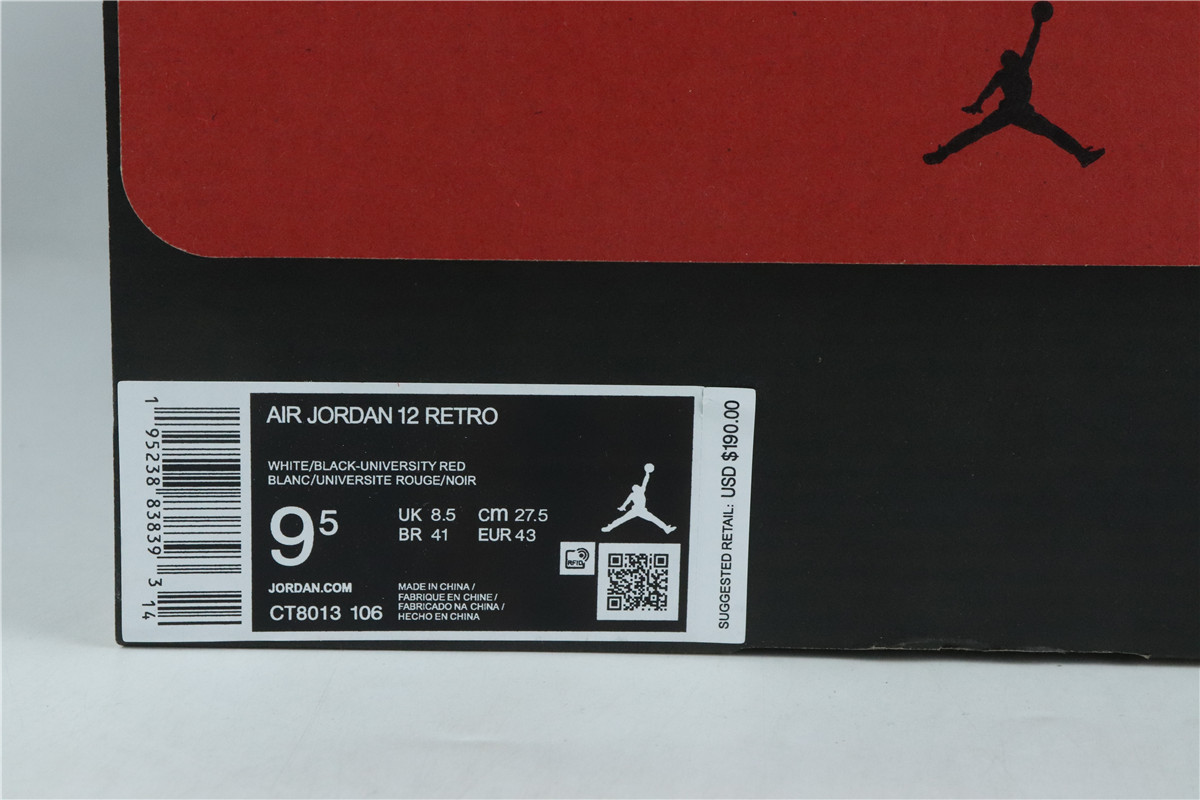 AIR JORDAN 12 RETRO
WHITE/BLACK-UNIVERSITY RED
BLANC/UNIVERSITE ROUGE/NOIR
9⁵
UK 8.5 cm 27.5
BR 41 EUR 43
JORDAN.COM
CT8013 106
MADE IN CHINA /
FABRIQUE EN CHINE /
FABRICADO NA CHINA /
HECHO EN CHINA
RFID
SUGGESTED RETAIL: USD $190.00
1 95238 83839 3 14